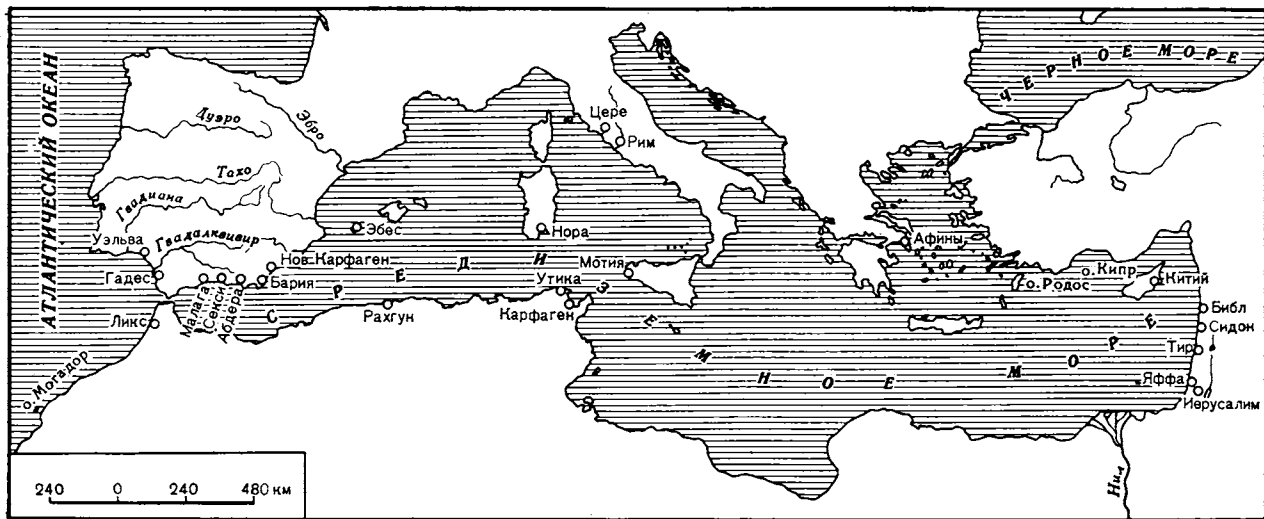 АТЛАНТИЧЕСКИЙ ОКЕАН
ЧЕРНОЕ МОРЕ
СРЕДИЗЕМНОЕ МОРЕ
Дуэро
Эбро
Тахо
Гвадиана
Гвадалквивир
Цере
Рим
Уэльва
Гадес
Ликс
о. Могадор
Малага
Секси
Абдера
Нов. Карфаген
Бария
Эбес
Нора
Рахгун
Мотия
Утика
Карфаген
Афины
о. Родос
Кипр
Китий
Библ
Сидон
Тир
Яффа
Иерусалим
Нил
240 0 240 480 км